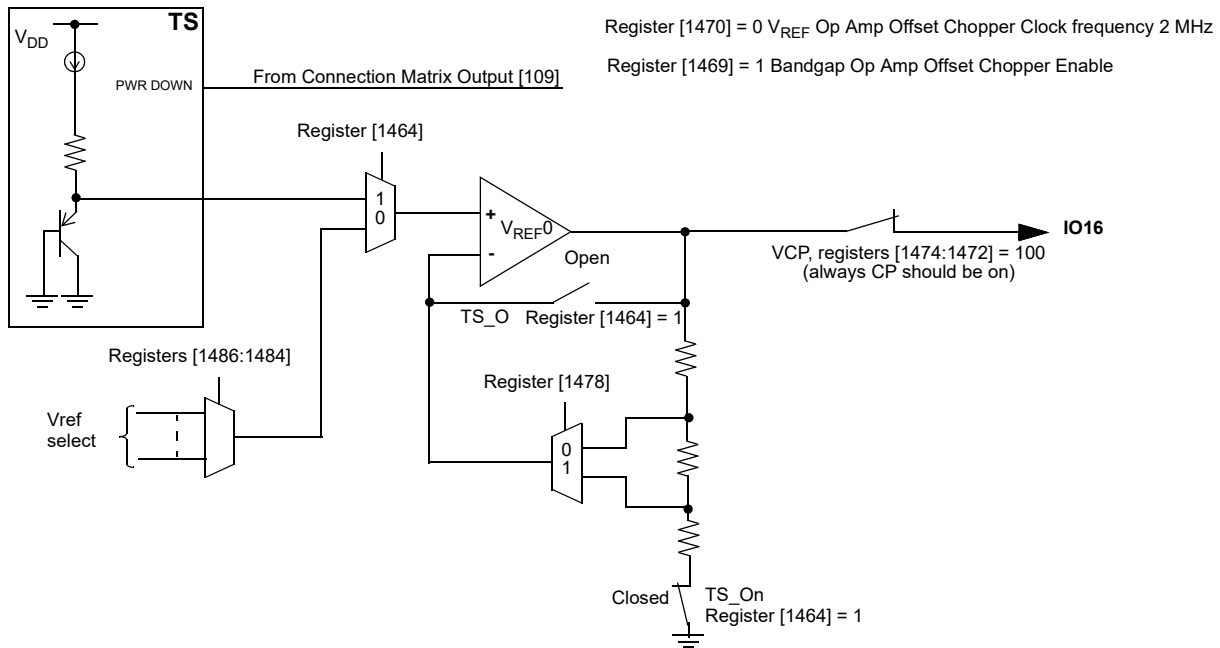 TS
V_DD
PWR DOWN
From Connection Matrix Output [109]
Register [1470] = 0 V_REF Op Amp Offset Chopper Clock frequency 2 MHz
Register [1469] = 1 Bandgap Op Amp Offset Chopper Enable
Register [1464]
1
0
+
V_REF0
-
Open
IO16
VCP, registers [1474:1472] = 100
(always CP should be on)
TS_O Register [1464] = 1
Registers [1486:1484]
Vref
select
Register [1478]
0
1
Closed
TS_On
Register [1464] = 1